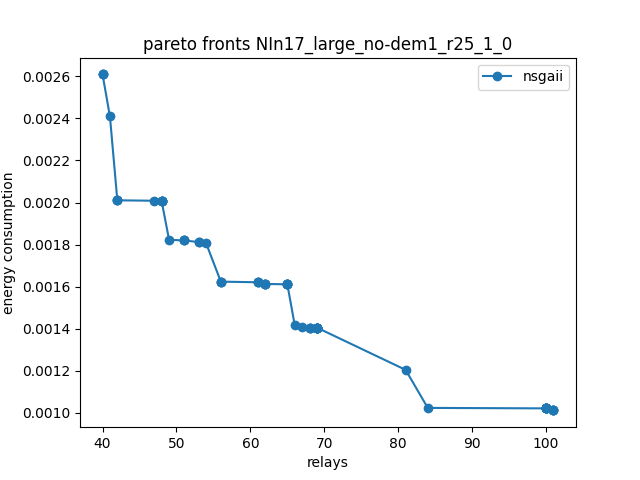 pareto fronts NIn17_large_no-dem1_r25_1_0
nsgaii
energy consumption
0.0026
0.0024
0.0022
0.0020
0.0018
0.0016
0.0014
0.0012
0.0010
40 50 60 70 80 90 100
relays